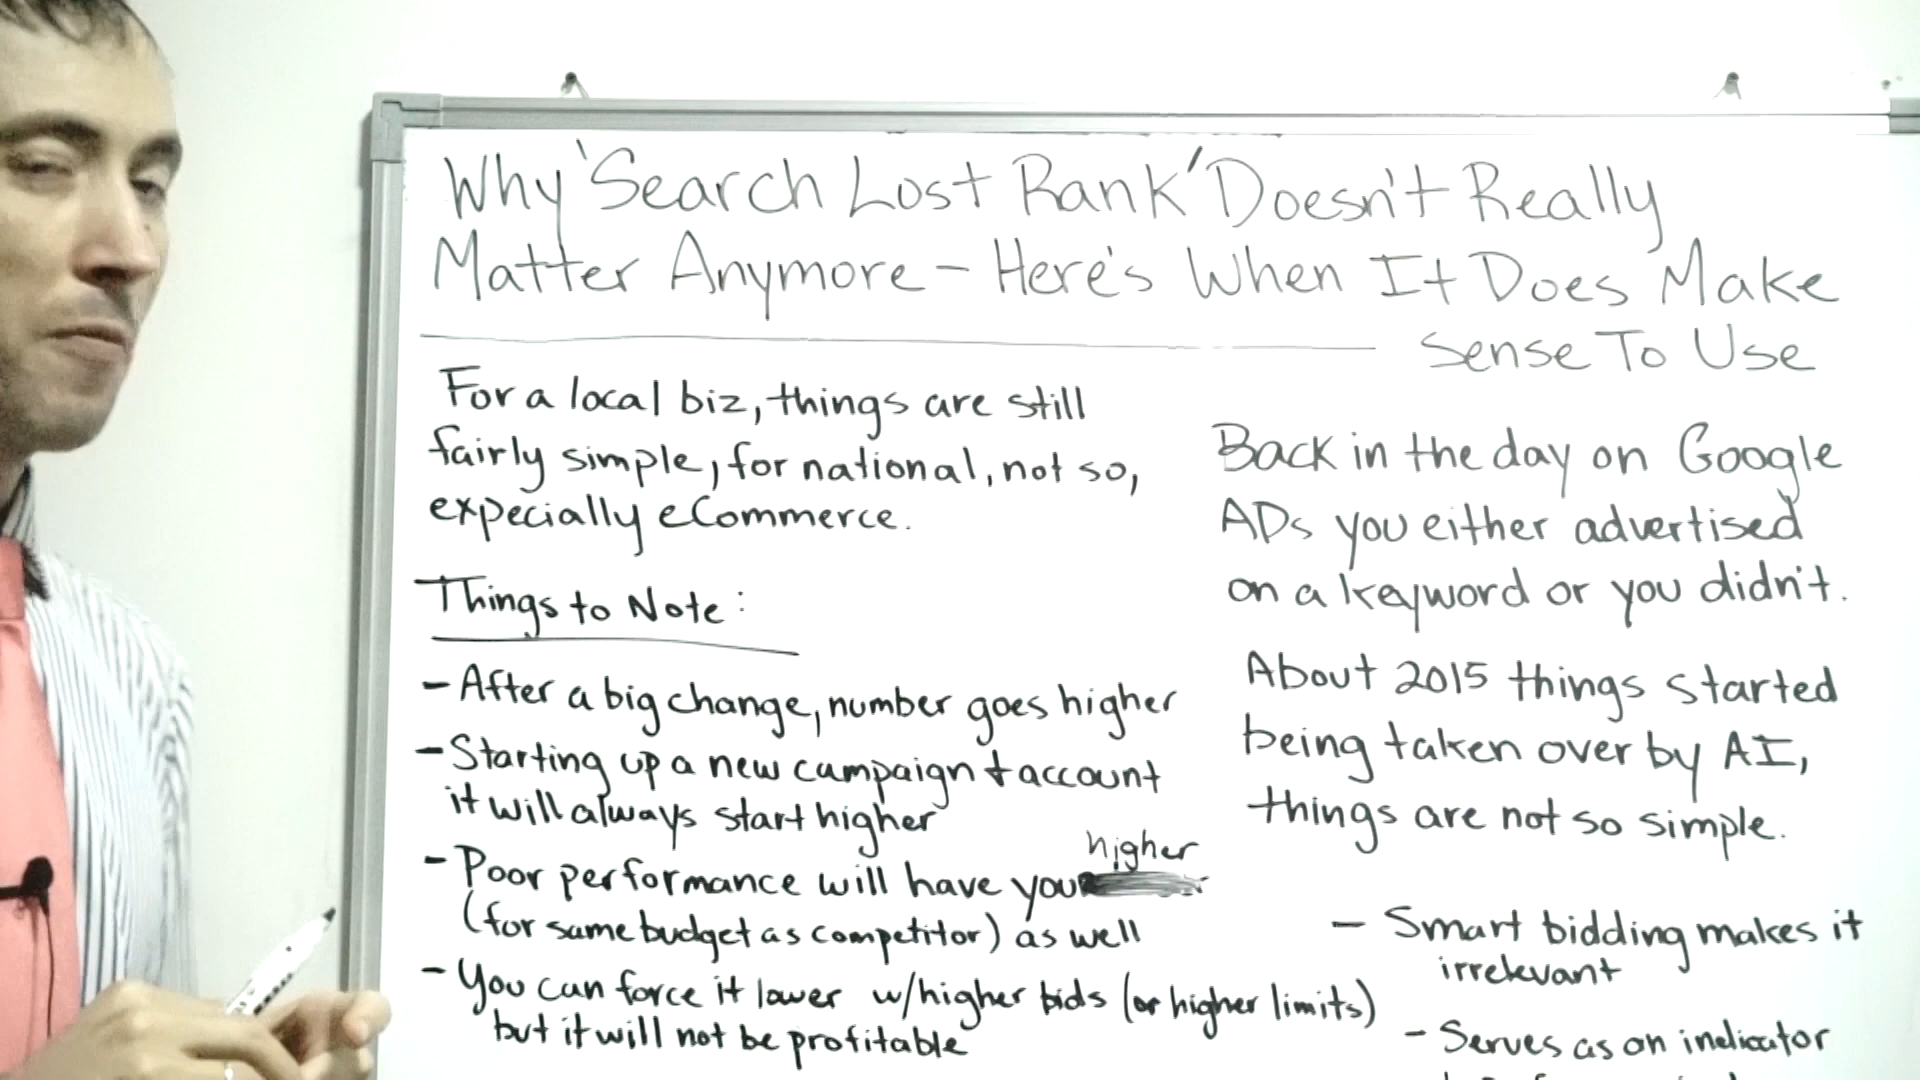 Why 'Search Lost Rank' Doesn't Really
Matter Anymore - Here's When It Does Make
Sense To Use
For a local biz, things are still
fairly simple, for national, not so,
expecially eCommerce.
Things to Note:
- After a big change, number goes higher
- Starting up a new campaign + account
it will always start higher
higher
- Poor performance will have you
(for same budget as competitor) as well
- You can force it lower w/higher bids (or higher limits)
but it will not be profitable
Back in the day on Google
ADs you either advertised
on a keyword or you didn't.
About 2015 things started
being taken over by AI,
things are not so simple.
- Smart bidding makes it
irrelevant
- Serves as an indicator